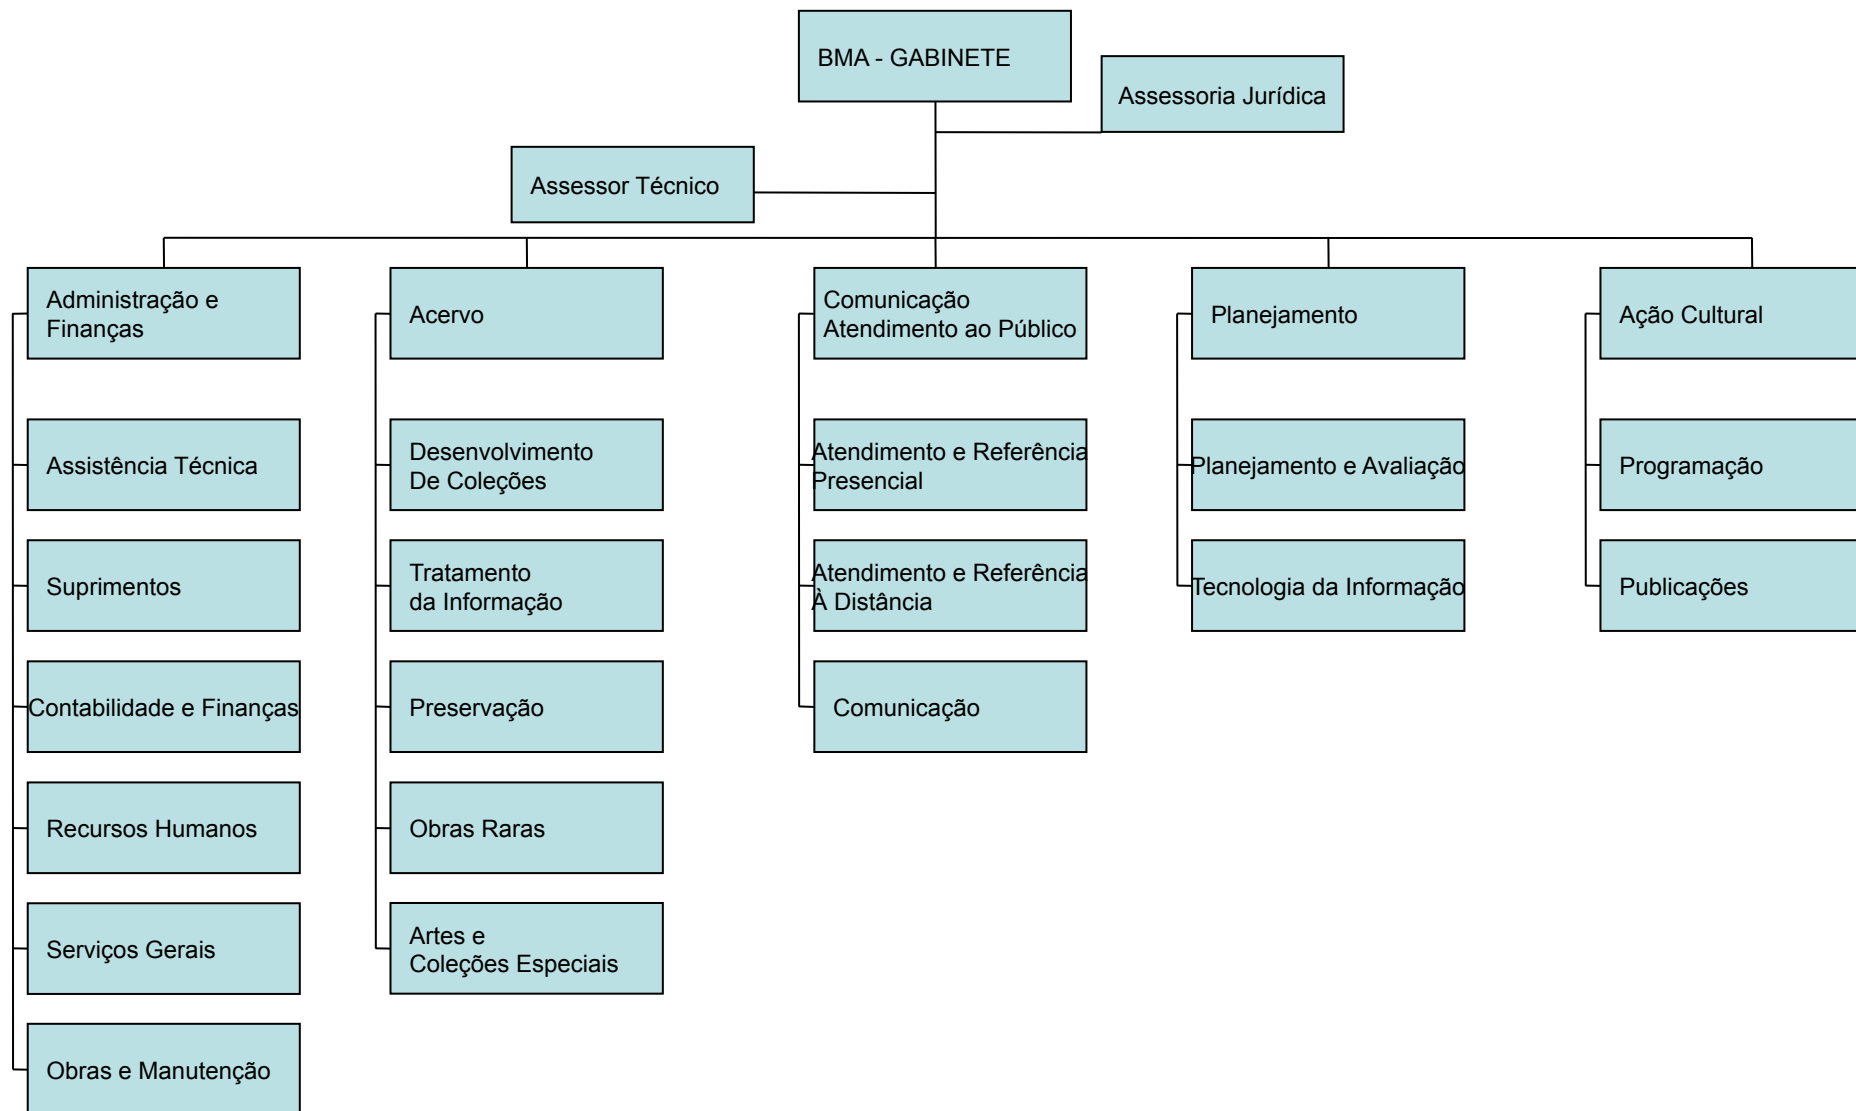 BMA - GABINETE
Assessoria Jurídica
Assessor Técnico
Administração e
Finanças
Assistência Técnica
Suprimentos
Contabilidade e Finanças
Recursos Humanos
Serviços Gerais
Obras e Manutenção
Acervo
Desenvolvimento
De Coleções
Tratamento
da Informação
Preservação
Obras Raras
Artes e
Coleções Especiais
Comunicação
Atendimento ao Público
Atendimento e Referência
Presencial
Atendimento e Referência
À Distância
Comunicação
Planejamento
Planejamento e Avaliação
Tecnologia da Informação
Ação Cultural
Programação
Publicações